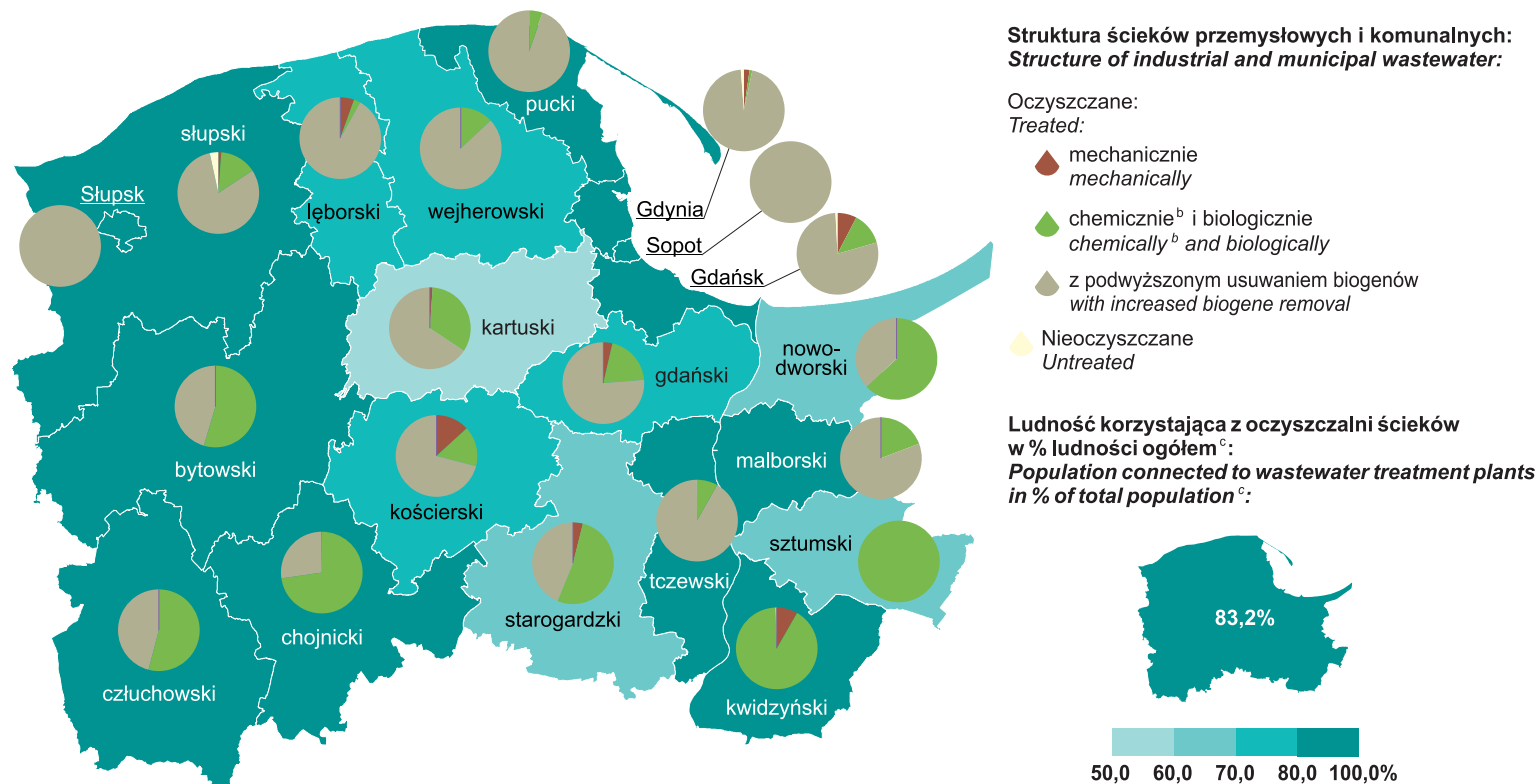 pucki
słupski
Słupsk
lęborski
wejherowski
Gdynia
Sopot
Gdańsk
kartuski
gdański
nowo-
dworski
bytowski
kościerski
malborski
sztumski
tczewski
starogardzki
chojnicki
człuchowski
kwidzyński
Struktura ścieków przemysłowych i komunalnych:
Structure of industrial and municipal wastewater:
Oczyszczane:
Treated:
mechanicznie
mechanically
chemicznie b i biologicznie
chemically b and biologically
z podwyższonym usuwaniem biogenów
with increased biogene removal
Nieoczyszczane
Untreated
Ludność korzystająca z oczyszczalni ścieków
w % ludności ogółem c:
Population connected to wastewater treatment plants
in % of total population c:
83,2%
50,0 60,0 70,0 80,0 100,0%